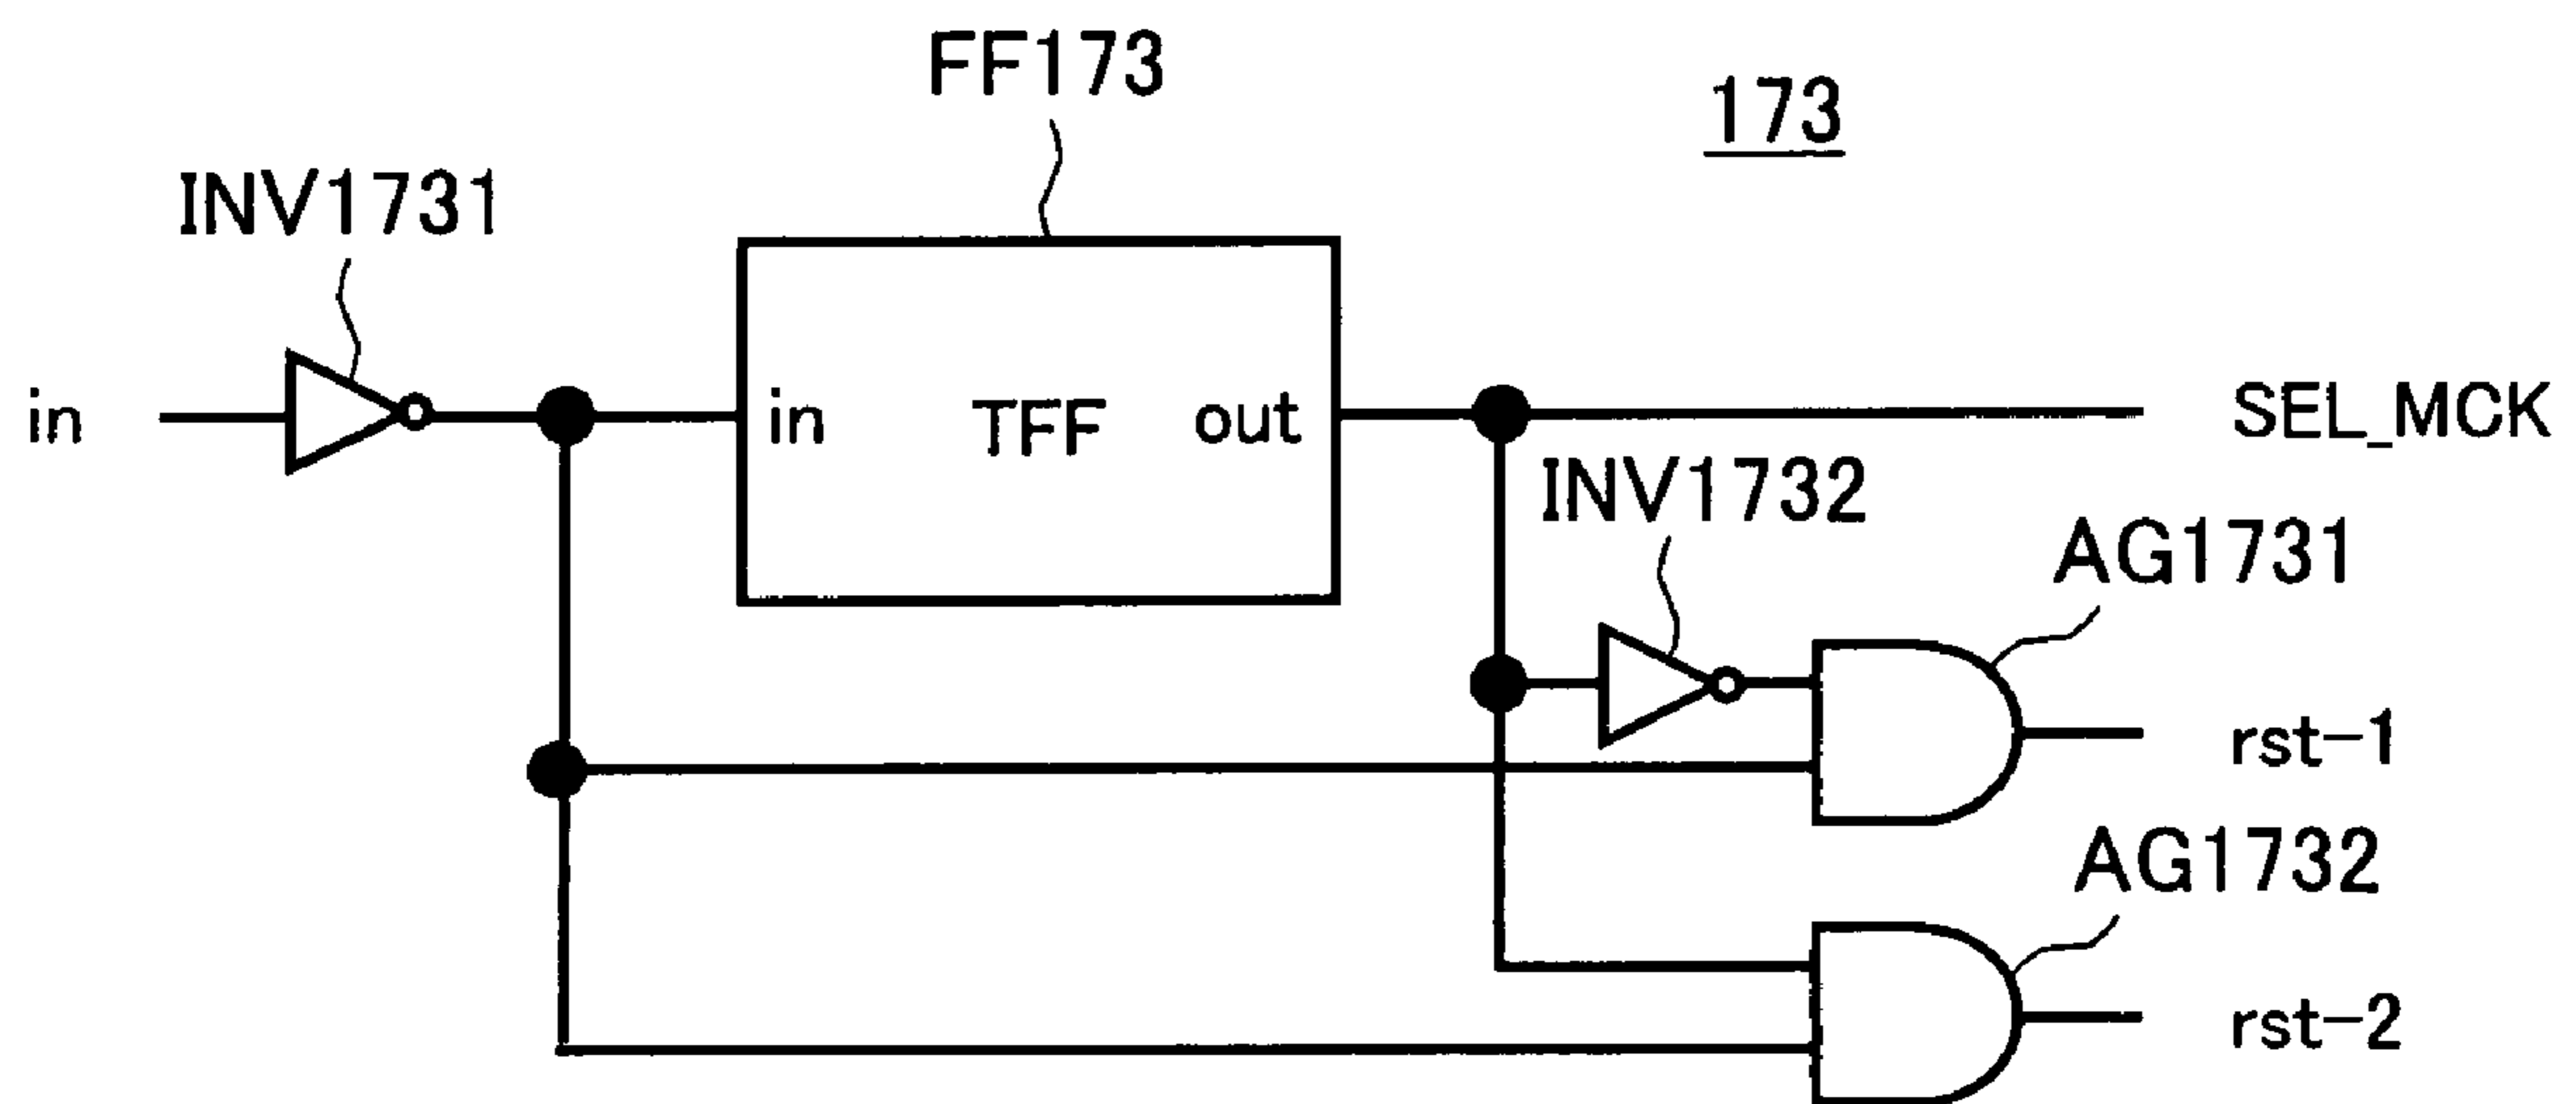 FF173
173
INV1731
in
in
TFF
out
SEL_MCK
INV1732
AG1731
rst-1
AG1732
rst-2